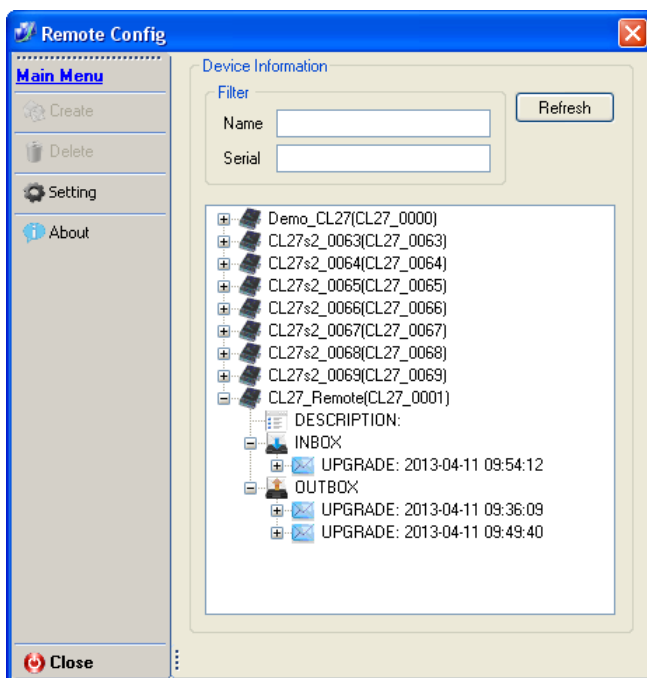 Remote Config
Main Menu
Create
Delete
Setting
About
Close
Device Information
Filter
Name
Serial
Refresh
Demo_CL27(CL27_0000)
CL27s2_0063(CL27_0063)
CL27s2_0064(CL27_0064)
CL27s2_0065(CL27_0065)
CL27s2_0066(CL27_0066)
CL27s2_0067(CL27_0067)
CL27s2_0068(CL27_0068)
CL27s2_0069(CL27_0069)
CL27_Remote(CL27_0001)
DESCRIPTION:
INBOX
UPGRADE: 2013-04-11 09:54:12
OUTBOX
UPGRADE: 2013-04-11 09:36:09
UPGRADE: 2013-04-11 09:49:40